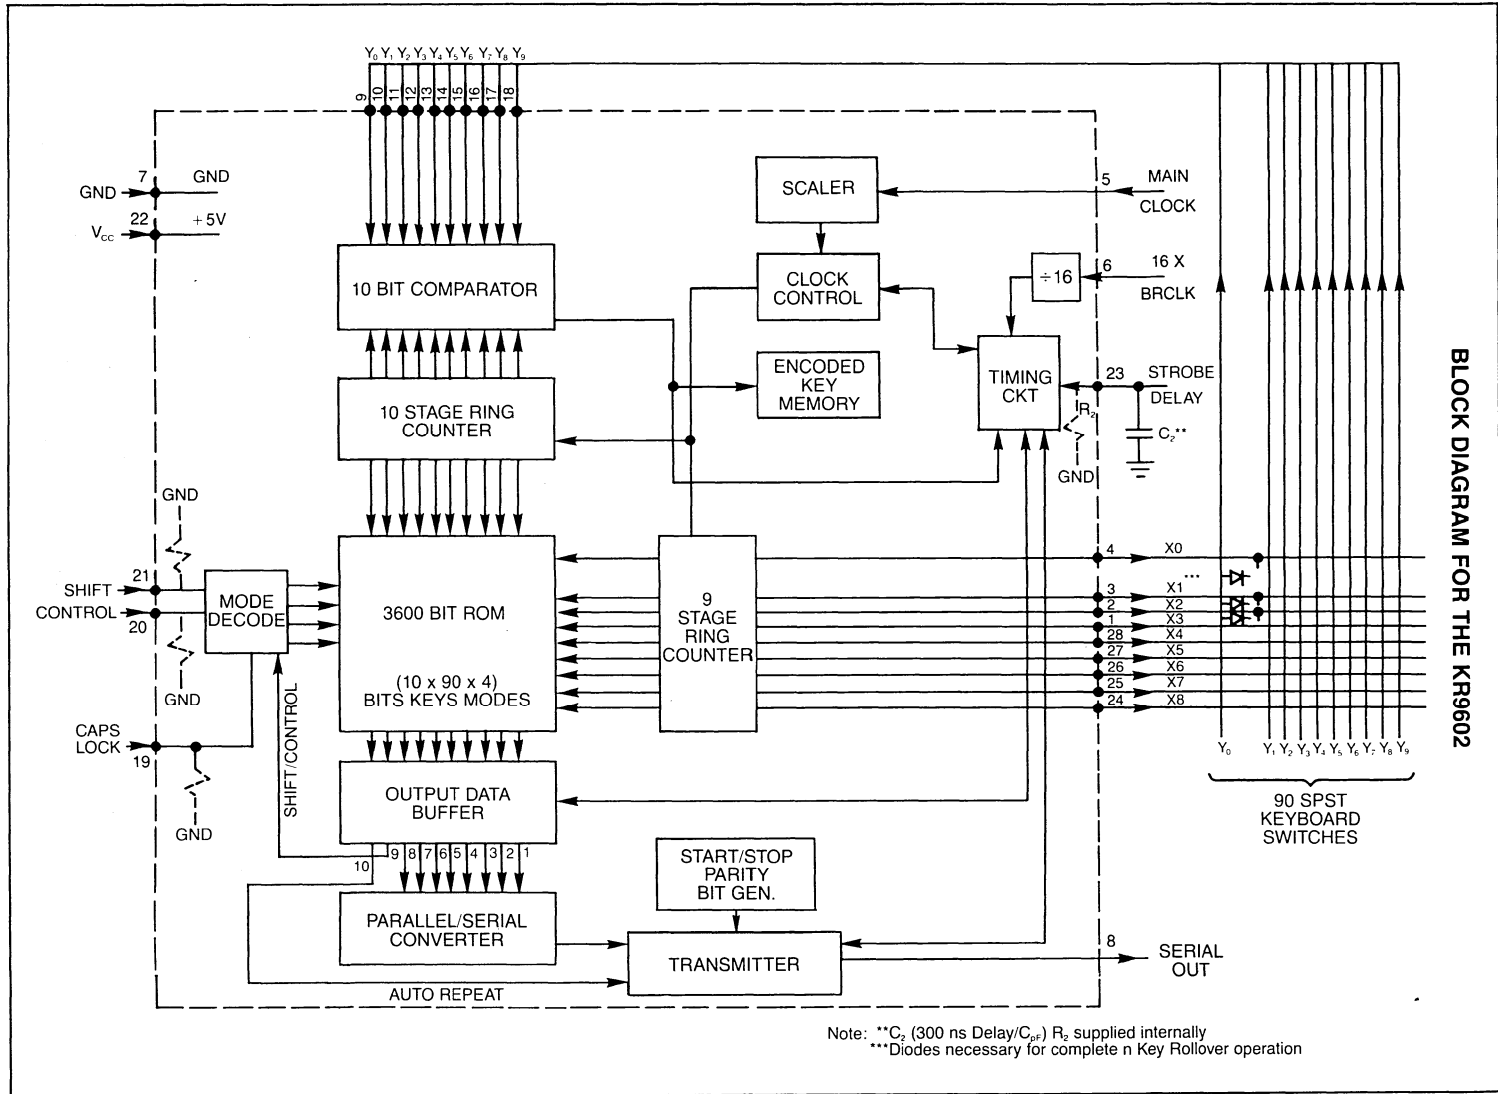 Y₀ Y₁ Y₂ Y₃ Y₄ Y₅ Y₆ Y₇ Y₈ Y₉
9 10 11 12 13 14 15 16 17 18
7 GND
GND
22 +5V
V_CC
SCALER
5 MAIN
CLOCK
10 BIT COMPARATOR
CLOCK
CONTROL
÷16
6 16 X
BRCLK
10 STAGE RING
COUNTER
ENCODED
KEY
MEMORY
TIMING
CKT
23 STROBE
DELAY
R₂
C₂**
GND
BLOCK DIAGRAM FOR THE KR9602
GND
21
SHIFT
CONTROL
20
GND
MODE
DECODE
3600 BIT ROM
(10 x 90 x 4)
BITS KEYS MODES
9
STAGE
RING
COUNTER
4 X0
***
3 X1
2 X2
1 X3
28 X4
27 X5
26 X6
25 X7
24 X8
Y₀ Y₁ Y₂ Y₃ Y₄ Y₅ Y₆ Y₇ Y₈ Y₉
90 SPST
KEYBOARD
SWITCHES
CAPS
LOCK
19
GND
SHIFT/CONTROL
OUTPUT DATA
BUFFER
10 9 8 7 6 5 4 3 2 1
START/STOP
PARITY
BIT GEN.
PARALLEL/SERIAL
CONVERTER
TRANSMITTER
8 SERIAL
OUT
AUTO REPEAT
Note: **C₂ (300 ns Delay/C_pF) R₂ supplied internally
***Diodes necessary for complete n Key Rollover operation